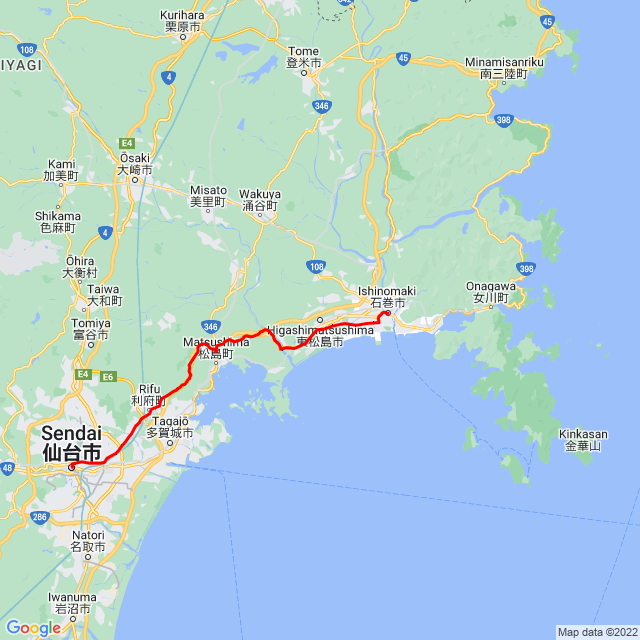 Kurihara
栗原市
108
45
IYAGI
Tome
登米市
45
Minamisanriku
南三陸町
4
346
398
E4
Kami
加美町
Ōsaki
大崎市
Misato
美里町
Wakuya
涌谷町
Shikama
色麻町
4
Ōhira
大衡村
108
398
Taiwa
大和町
Ishinomaki
石巻市
Onagawa
女川町
Tomiya
富谷市
346
Higashimatsushima
東松島市
Matsushima
松島町
E4
E6
Rifu
利府町
Tagajō
多賀城市
Sendai
仙台市
Kinkasan
金華山
48
286
Natori
名取市
Iwanuma
岩沼市
Google
Map data ©2022